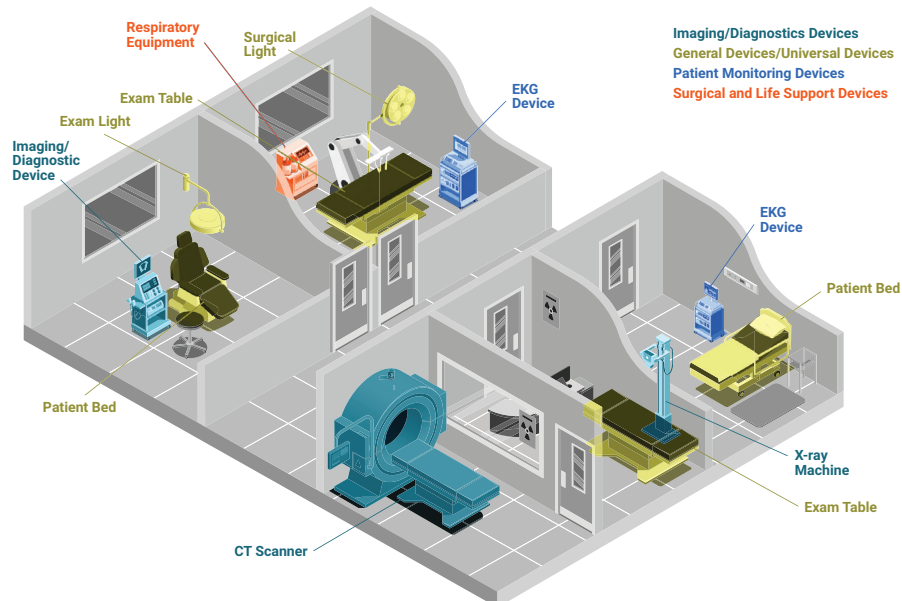 Respiratory
Equipment
Surgical
Light
Imaging/Diagnostics Devices
General Devices/Universal Devices
Patient Monitoring Devices
Surgical and Life Support Devices
EKG
Device
Exam Table
Exam Light
Imaging/
Diagnostic
Device
EKG
Device
Patient Bed
Patient Bed
X-ray
Machine
Exam Table
CT Scanner